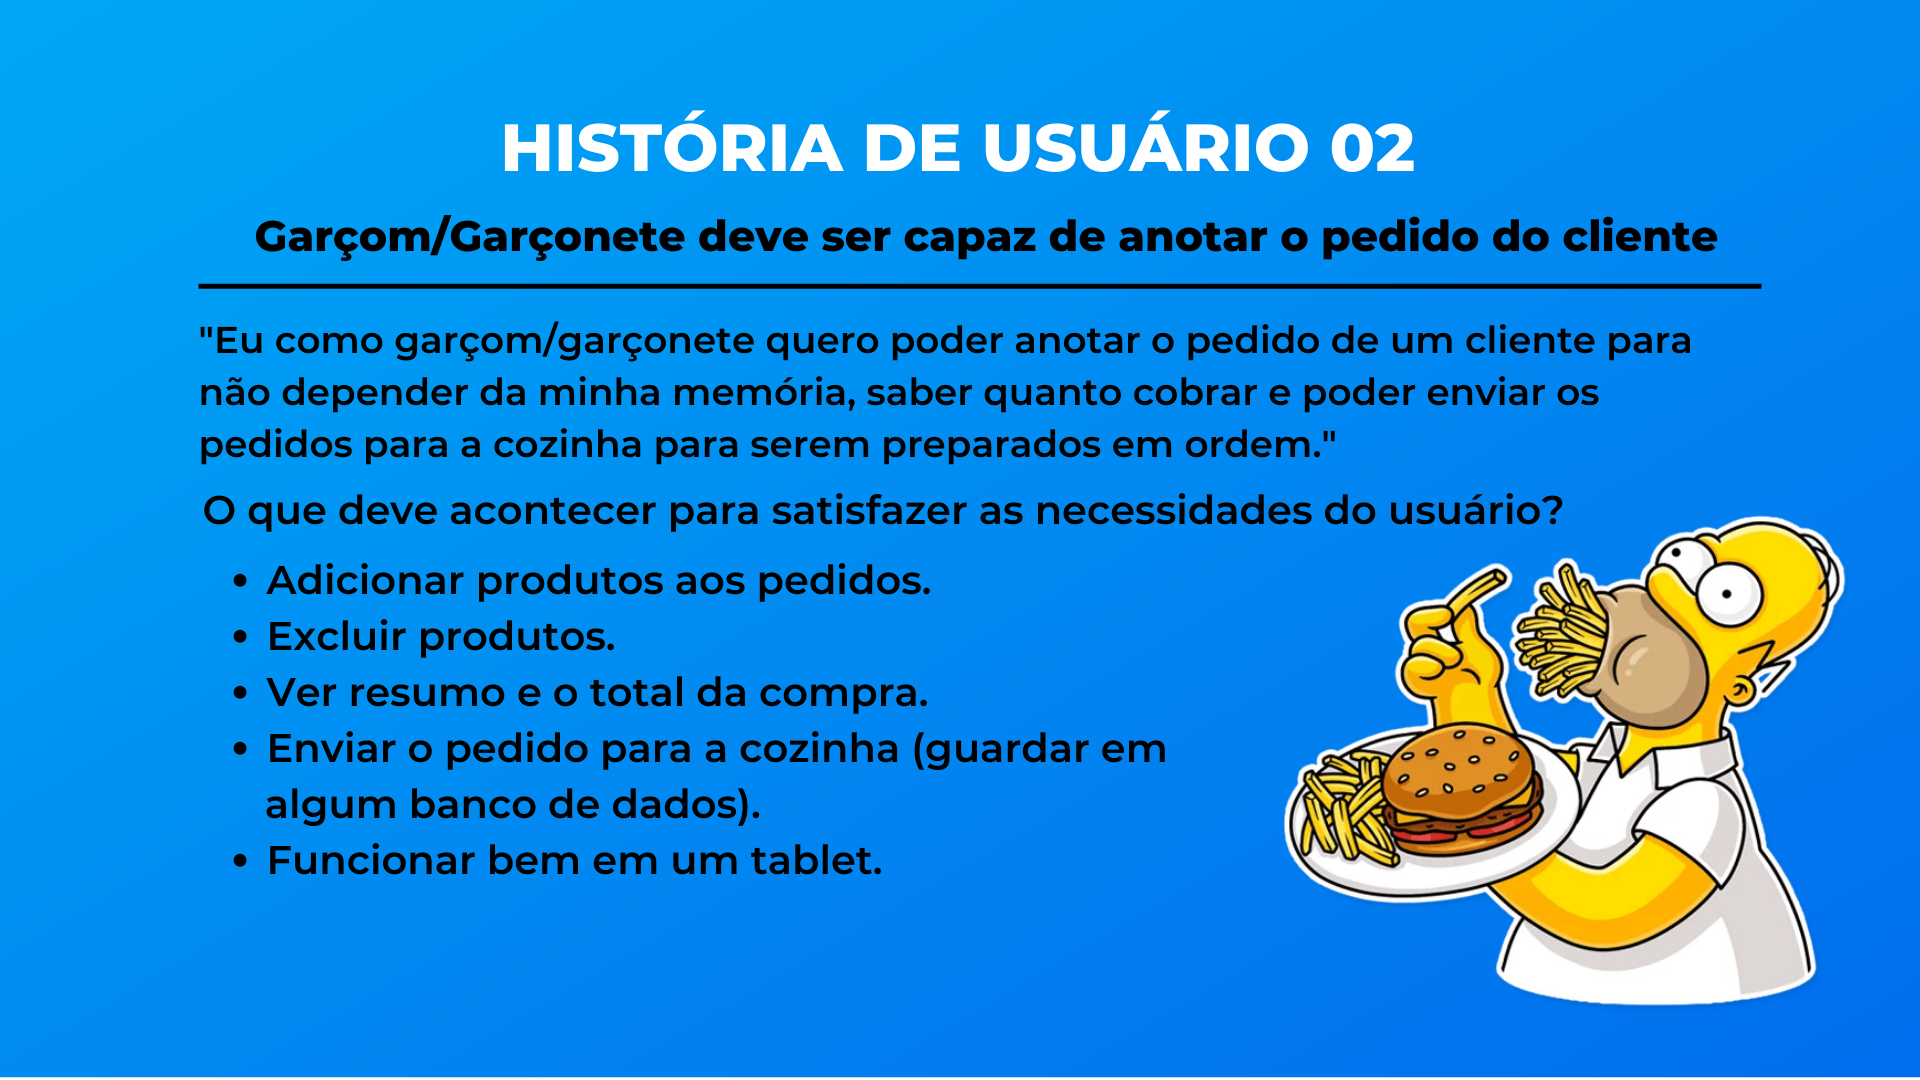 HISTÓRIA DE USUÁRIO 02
Garçom/Garçonete deve ser capaz de anotar o pedido do cliente
"Eu como garçom/garçonete quero poder anotar o pedido de um cliente para
não depender da minha memória, saber quanto cobrar e poder enviar os
pedidos para a cozinha para serem preparados em ordem."
O que deve acontecer para satisfazer as necessidades do usuário?
• Adicionar produtos aos pedidos.
• Excluir produtos.
• Ver resumo e o total da compra.
• Enviar o pedido para a cozinha (guardar em
algum banco de dados).
• Funcionar bem em um tablet.